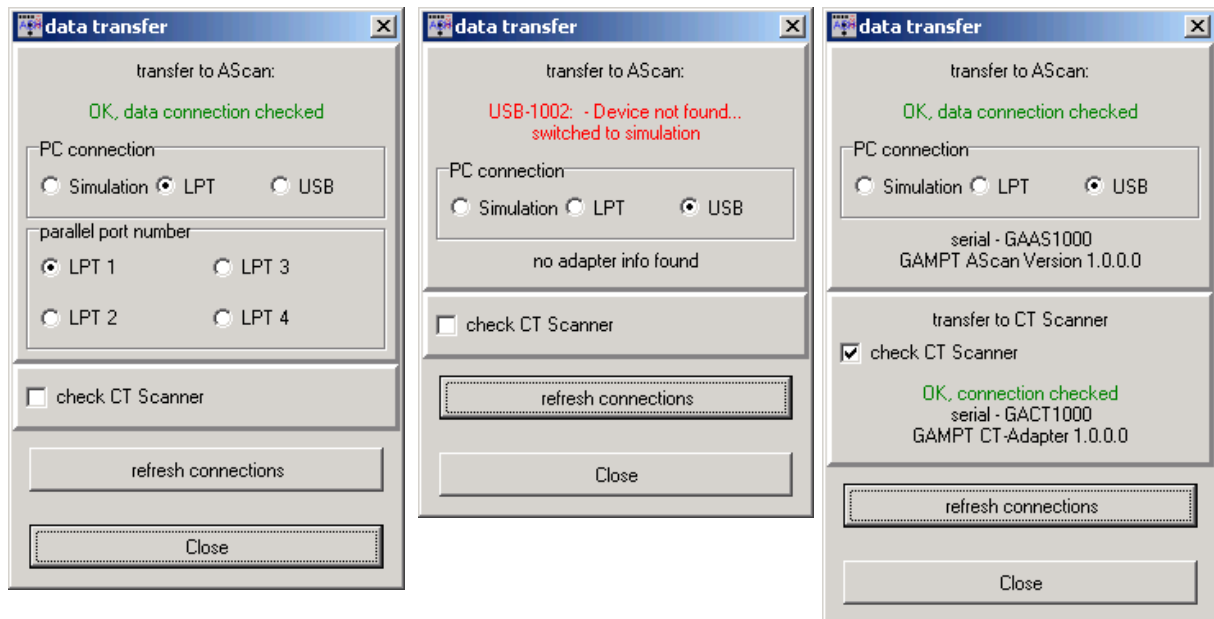 data transfer
transfer to AScan:
OK, data connection checked
PC connection
Simulation LPT USB
parallel port number
LPT 1 LPT 3
LPT 2 LPT 4
check CT Scanner
refresh connections
Close
data transfer
transfer to AScan:
USB-1002: - Device not found...
switched to simulation
PC connection
Simulation LPT USB
no adapter info found
check CT Scanner
refresh connections
Close
data transfer
transfer to AScan:
OK, data connection checked
PC connection
Simulation LPT USB
serial - GAAS1000
GAMPT AScan Version 1.0.0.0
transfer to CT Scanner
check CT Scanner
OK, connection checked
serial - GACT1000
GAMPT CT-Adapter 1.0.0.0
refresh connections
Close